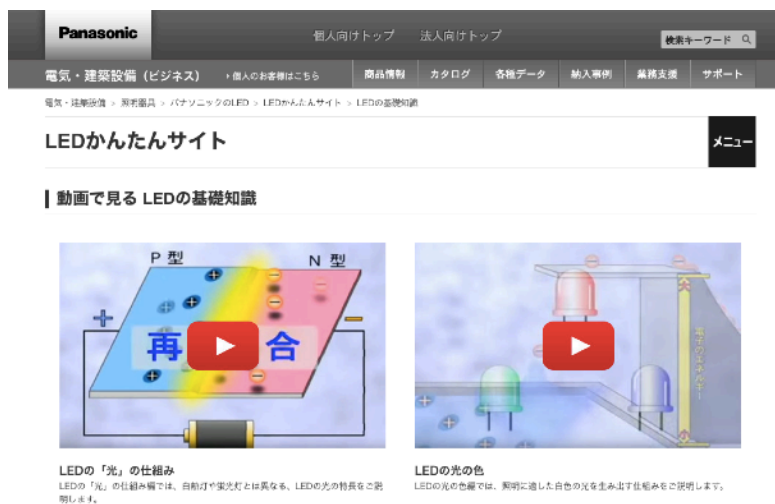 Panasonic
個人向けトップ 法人向けトップ
検索キーワード
電気・建築設備（ビジネス） ・個人のお客様はこちら 商品情報 カタログ 各種データ 納入事例 業務支援 サポート
電気・建築設備 > 照明器具 > パナソニックのLED > LEDかんたんサイト > LEDの基礎知識
LEDかんたんサイト
メニュー
動画で見る LEDの基礎知識
P 型 N 型
再 合
電子のエネルギー
LEDの「光」の仕組み
LEDの「光」の仕組み編では、白熱灯や蛍光灯とは異なる、LEDの光の特長をご説
明します。
LEDの光の色
LEDの光の色編では、照明に適した白色の光を生み出す仕組みをご説明します。